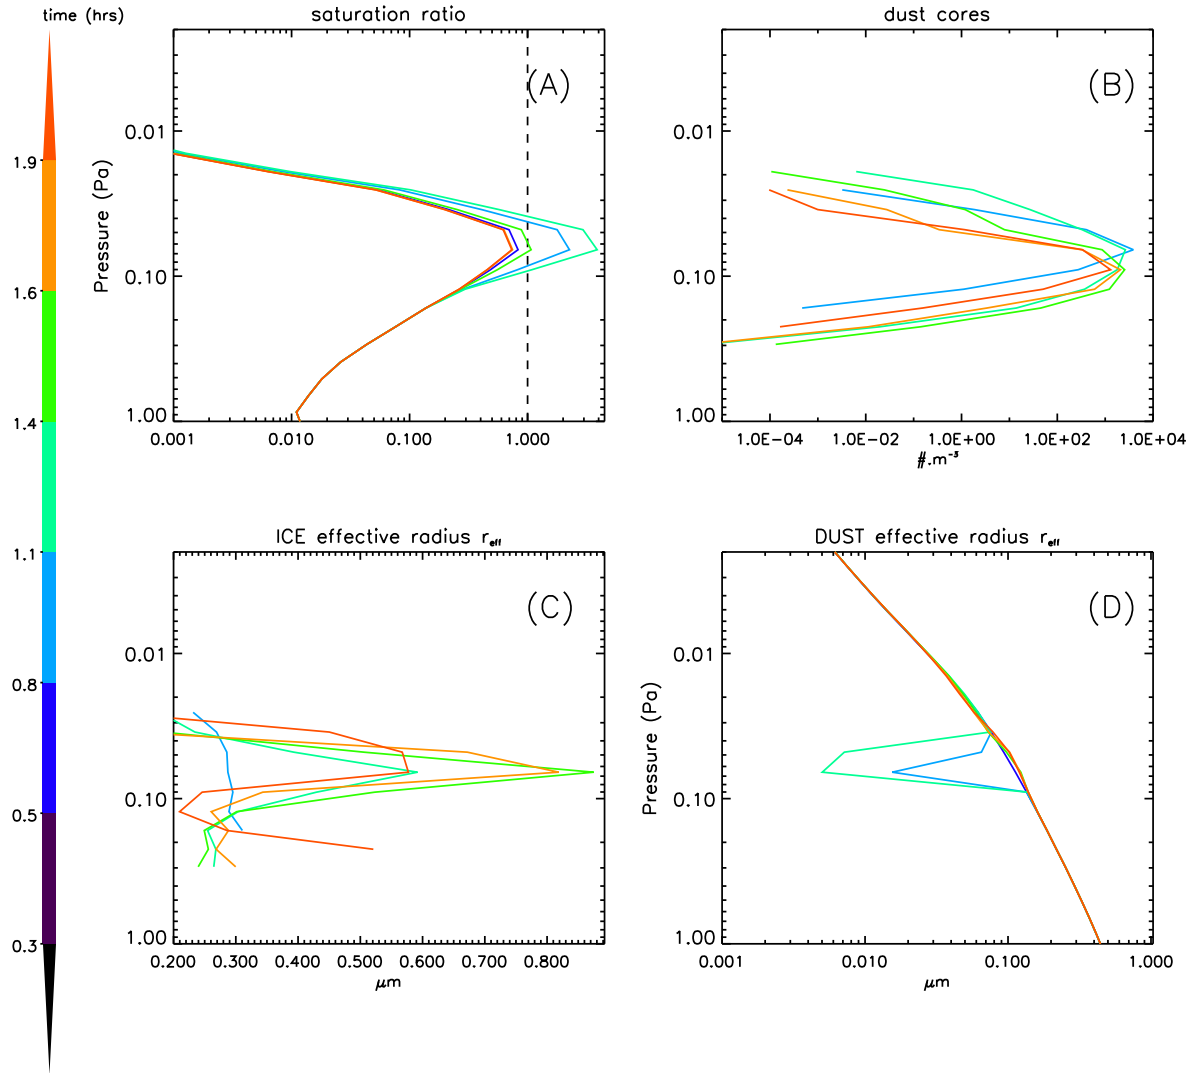 time (hrs)
1.9
1.6
1.4
1.1
0.8
0.5
0.3
saturation ratio
(A)
Pressure (Pa)
0.01
0.10
1.00
0.001 0.010 0.100 1.000
dust cores
(B)
0.01
0.10
1.00
1.0E-04 1.0E-02 1.0E+00 1.0E+02 1.0E+04
#.m⁻³
ICE effective radius r_eff
(C)
0.01
0.10
1.00
0.200 0.300 0.400 0.500 0.600 0.700 0.800
μm
DUST effective radius r_eff
(D)
Pressure (Pa)
0.01
0.10
1.00
0.001 0.010 0.100 1.000
μm